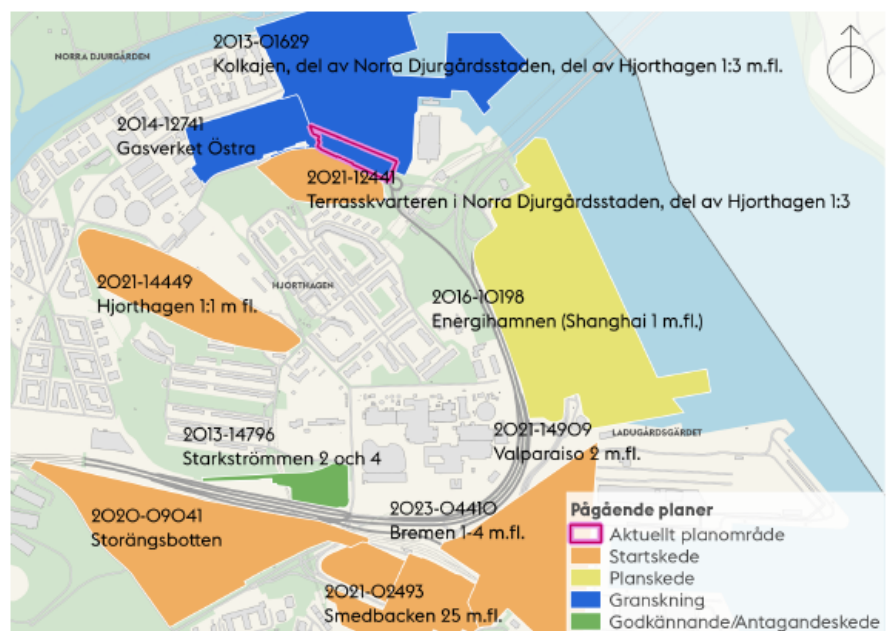 2013-01629
Kolkajen, del av Norra Djurgårdsstaden, del av Hjorthagen 1:3 m.fl.
NORRA DJURGÅRDEN
2014-12741
Gasverket Östra
2021-12441
Terrasskvarteren i Norra Djurgårdsstaden, del av Hjorthagen 1:3
2021-14449
Hjorthagen 1:1 m fl.
HJORTHAGEN
2016-10198
Energihamnen (Shanghai 1 m.fl.)
2013-14796
Starkströmmen 2 och 4
2021-14909
Valparaiso 2 m.fl.
LADUGÅRDSGÄRDET
2020-09041
Storängsbotten
2023-04410
Bremen 1-4 m.fl.
2021-02493
Smedbacken 25 m.fl.
Pågående planer
Aktuellt planområde
Startskede
Planskede
Granskning
Godkännande/Antagandeskede